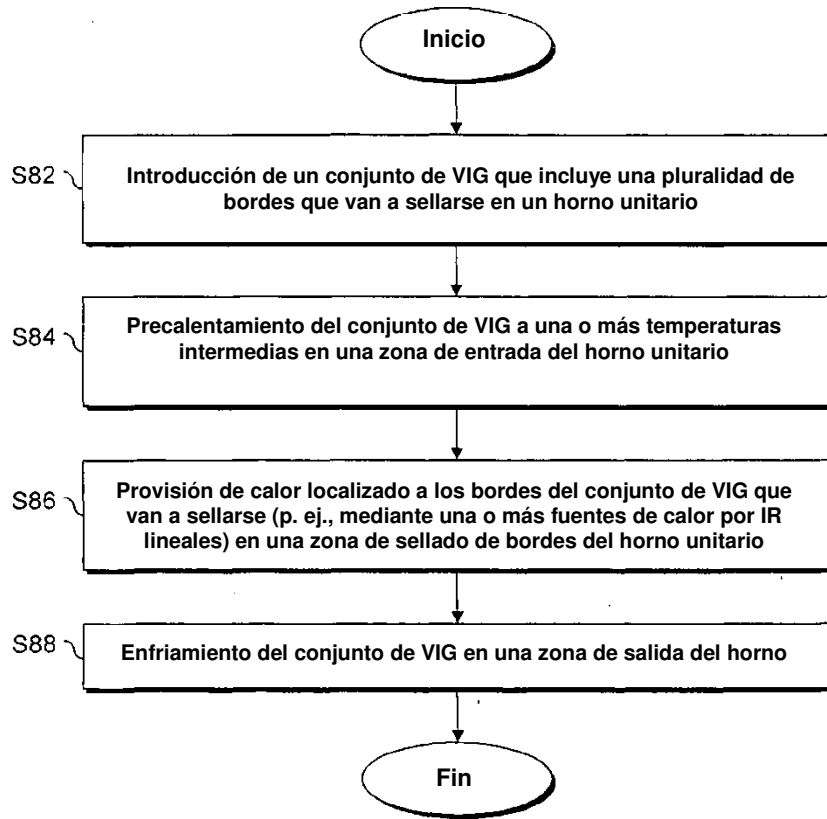 Inicio
S82
Introducción de un conjunto de VIG que incluye una pluralidad de
bordes que van a sellarse en un horno unitario
S84
Precalentamiento del conjunto de VIG a una o más temperaturas
intermedias en una zona de entrada del horno unitario
S86
Provisión de calor localizado a los bordes del conjunto de VIG que
van a sellarse (p. ej., mediante una o más fuentes de calor por IR
lineales) en una zona de sellado de bordes del horno unitario
S88
Enfriamiento del conjunto de VIG en una zona de salida del horno
Fin